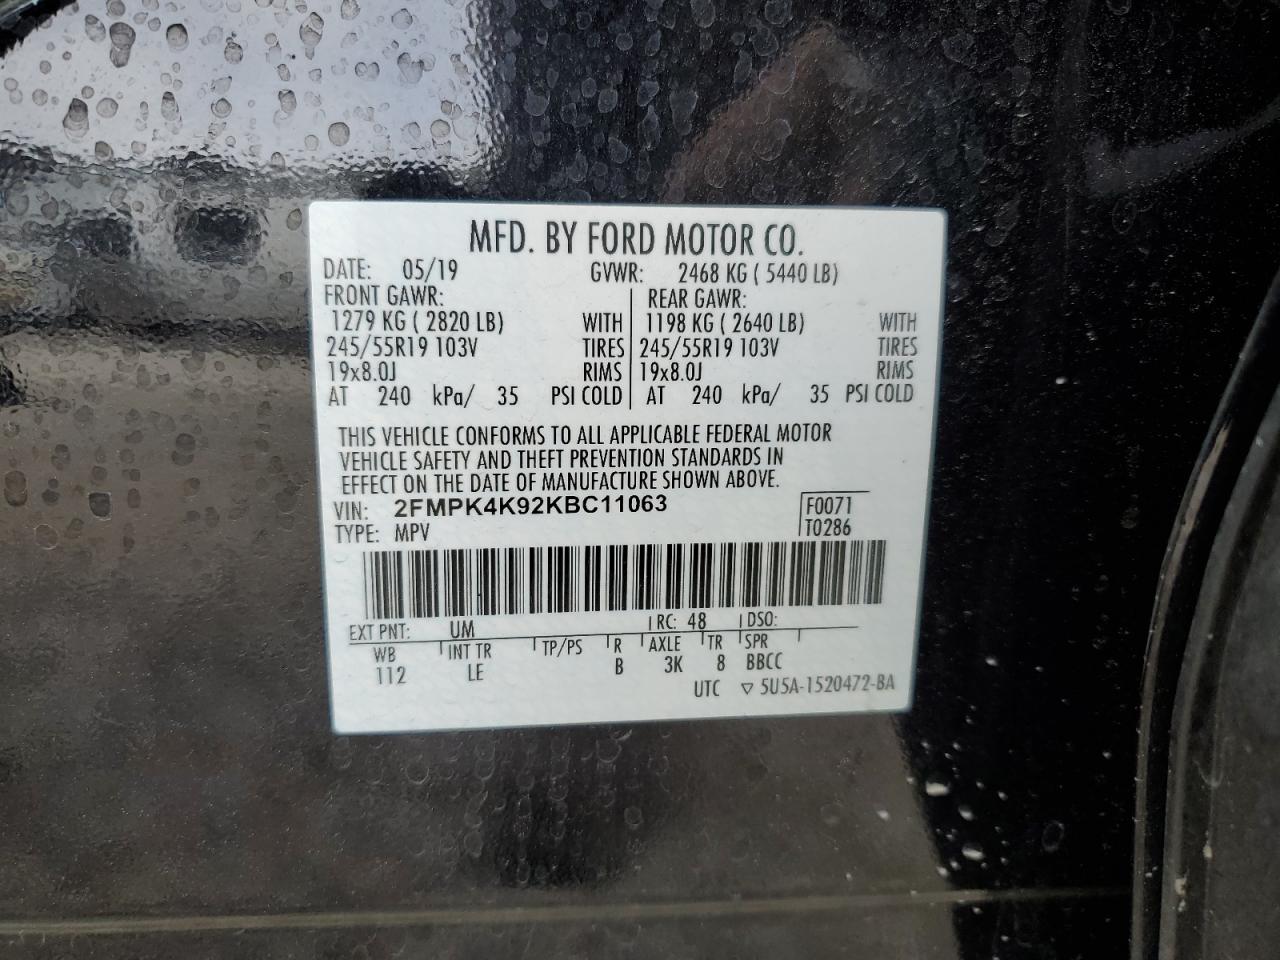 MFD. BY FORD MOTOR CO.
DATE: 05/19 GVWR: 2468 KG ( 5440 LB)
FRONT GAWR: REAR GAWR:
1279 KG ( 2820 LB) WITH 1198 KG ( 2640 LB) WITH
245/55R19 103V TIRES 245/55R19 103V TIRES
19x8.0J RIMS 19x8.0J RIMS
AT 240 kPa/ 35 PSI COLD AT 240 kPa/ 35 PSI COLD
THIS VEHICLE CONFORMS TO ALL APPLICABLE FEDERAL MOTOR
VEHICLE SAFETY AND THEFT PREVENTION STANDARDS IN
EFFECT ON THE DATE OF MANUFACTURE SHOWN ABOVE.
VIN: 2FMPK4K92KBC11063 F0071
TYPE: MPV T0286
EXT PNT: UM RC: 48 DSO:
WB INT TR TP/PS R AXLE TR SPR
112 LE B 3K 8 BBCC
UTC ▽ 5U5A-1520472-BA